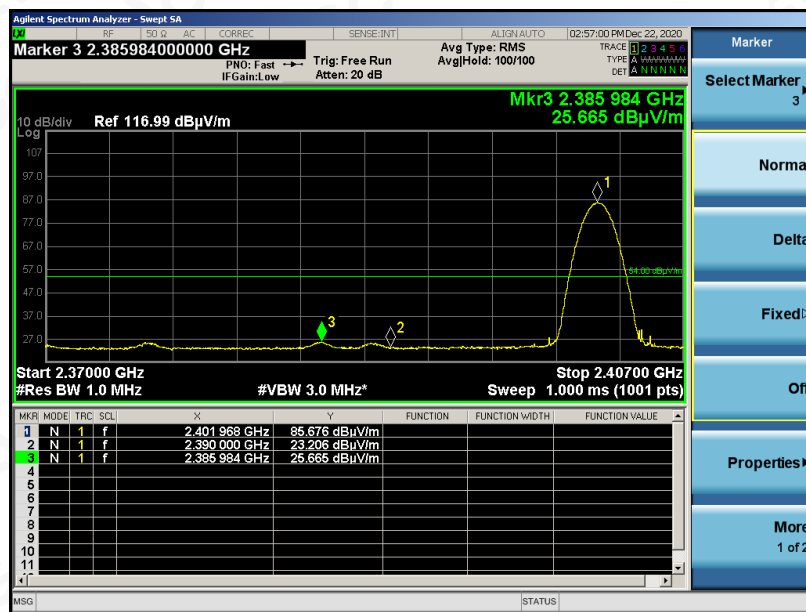 Agilent Spectrum Analyzer - Swept SA
LXI RF 50 Ω AC CORREC SENSE:INT ALIGN AUTO 02:57:00 PM Dec 22, 2020
Marker 3 2.385984000000 GHz
PNO: Fast Trig: Free Run Avg Type: RMS TRACE 1 2 3 4 5 6
IFGain:Low Atten: 20 dB Avg|Hold: 100/100 TYPE A WWWWW
DET A N N N N N
Mkr3 2.385 984 GHz
10 dB/div Ref 116.99 dBµV/m 25.665 dBµV/m
Log
107
97.0
87.0
77.0
67.0
57.0
47.0
37.0
27.0
1
54.00 dBµV/m
3
2
Start 2.37000 GHz Stop 2.40700 GHz
#Res BW 1.0 MHz #VBW 3.0 MHz* Sweep 1.000 ms (1001 pts)
MKR MODE TRC SCL X Y FUNCTION FUNCTION WIDTH FUNCTION VALUE
1 N 1 f 2.401 968 GHz 85.676 dBµV/m
2 N 1 f 2.390 000 GHz 23.206 dBµV/m
3 N 1 f 2.385 984 GHz 25.665 dBµV/m
4
5
6
7
8
9
10
11
MSG STATUS
Marker
Select Marker
3
Norma
Delta
Fixed
Off
Properties
More
1 of 2